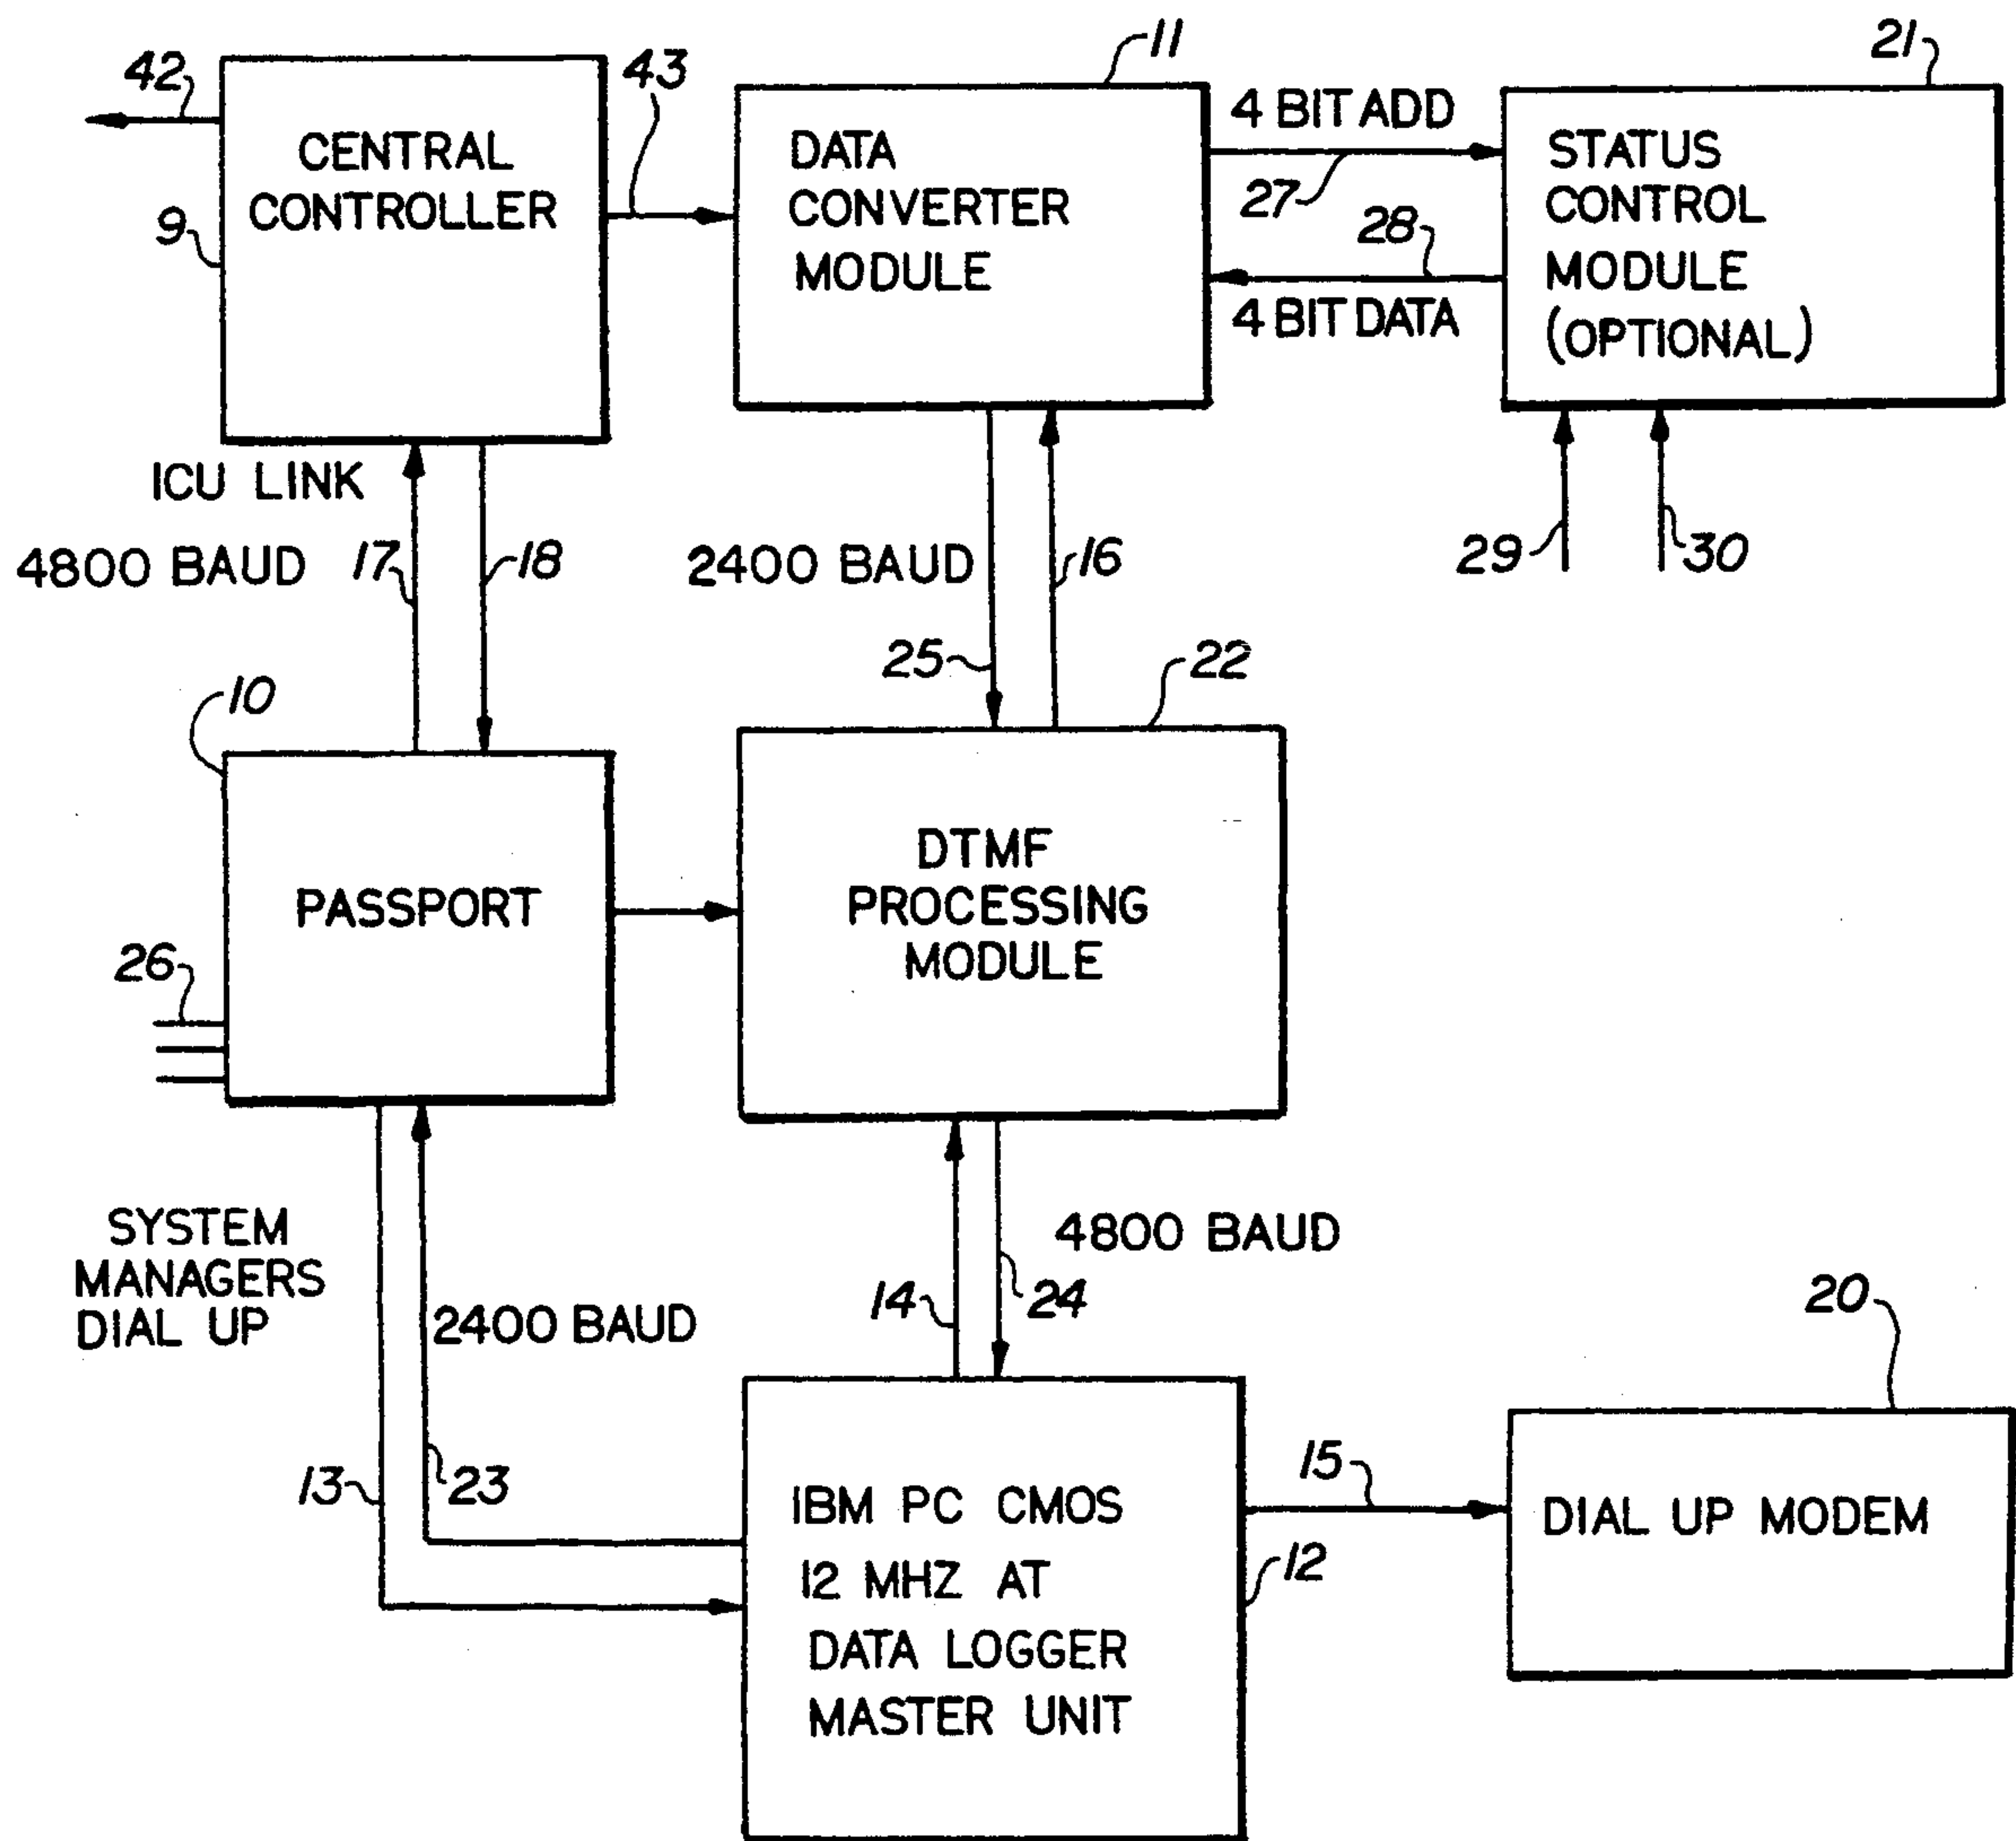 42
43
11
21
CENTRAL
CONTROLLER
9
DATA
CONVERTER
MODULE
4 BIT ADD
27
28
4 BIT DATA
STATUS
CONTROL
MODULE
(OPTIONAL)
ICU LINK
4800 BAUD
17
18
2400 BAUD
16
29
30
25
22
10
PASSPORT
26
DTMF
PROCESSING
MODULE
SYSTEM
MANAGERS
DIAL UP
2400 BAUD
4800 BAUD
14
24
20
13
23
IBM PC CMOS
12 MHZ AT
DATA LOGGER
MASTER UNIT
15
12
DIAL UP MODEM